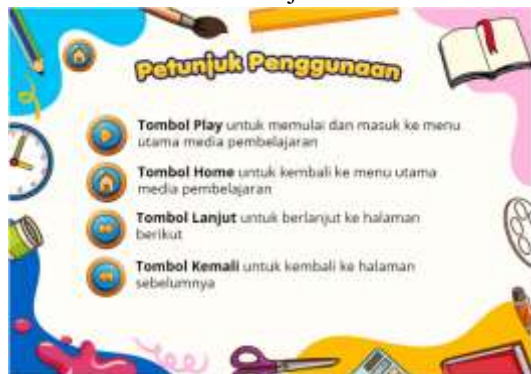 Petunjuk Penggunaan
Tombol Play untuk memulai dan masuk ke menu
utama media pembelajaran
Tombol Home untuk kembali ke menu utama
media pembelajaran
Tombol Lanjut untuk berlanjut ke halaman
berikut
Tombol Kemali untuk kembali ke halaman
sebelumnya